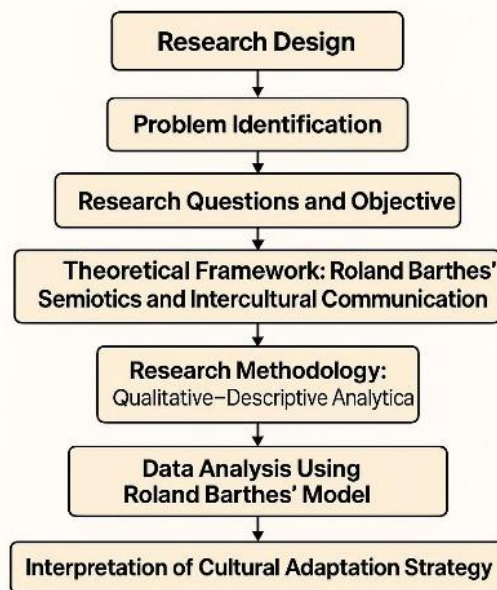 Research Design
Problem Identification
Research Questions and Objective
Theoretical Framework: Roland Barthes'
Semiotics and Intercultural Communication
Research Methodology:
Qualitative–Descriptive Analytica
Data Analysis Using
Roland Barthes' Model
Interpretation of Cultural Adaptation Strategy